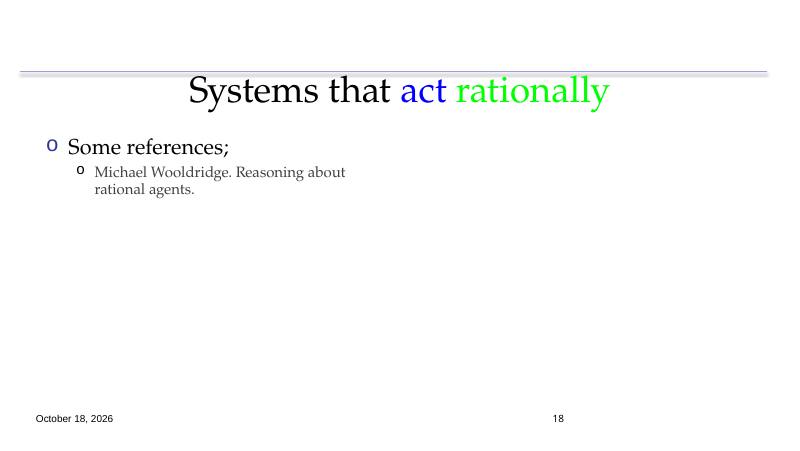 Systems that act rationally
o Some references;
o Michael Wooldridge. Reasoning about
rational agents.
October 18, 2026
18